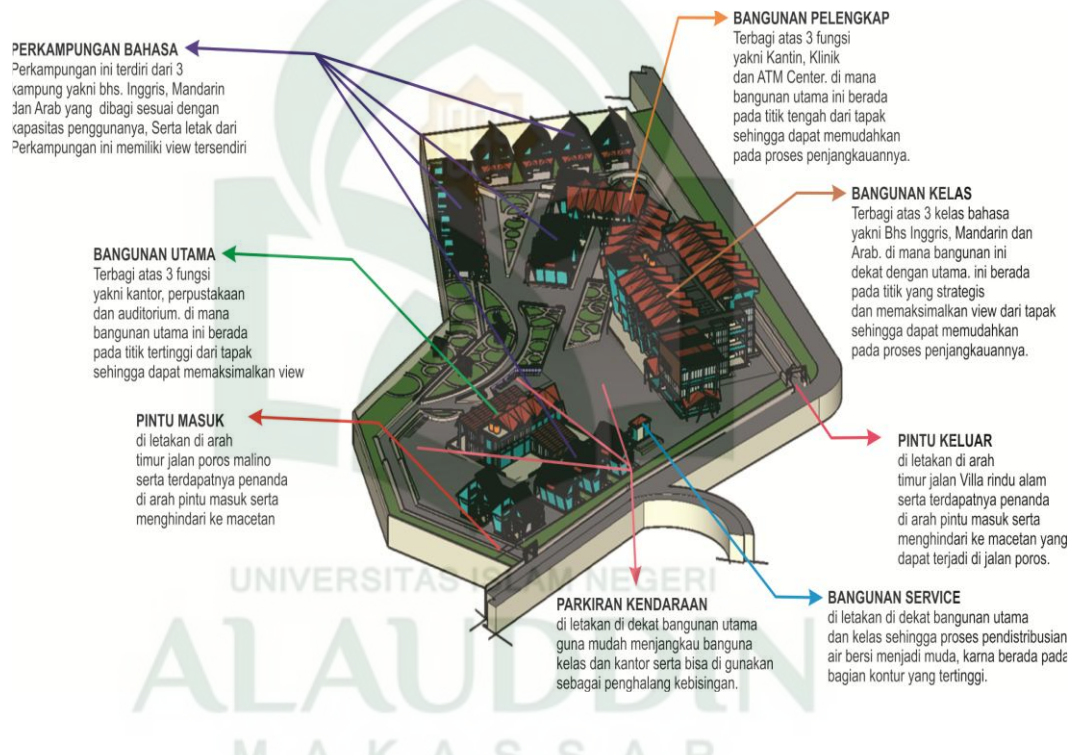 PERKAMPUNGAN BAHASA
Perkampungan ini terdiri dari 3
kampung yakni bhs. Inggris, Mandarin
dan Arab yang dibagi sesuai dengan
kapasitas penggunanya, Serta letak dari
Perkampungan ini memiliki view tersendiri
BANGUNAN PELENGKAP
Terbagi atas 3 fungsi
yakni Kantin, Klinik
dan ATM Center. di mana
bangunan utama ini berada
pada titik tengah dari tapak
sehingga dapat memudahkan
pada proses penjangkauannya.
BANGUNAN KELAS
Terbagi atas 3 kelas bahasa
yakni Bhs Inggris, Mandarin dan
Arab. di mana bangunan ini
dekat dengan utama. ini berada
pada titik yang strategis
dan memaksimalkan view dari tapak
sehingga dapat memudahkan
pada proses penjangkauannya.
BANGUNAN UTAMA
Terbagi atas 3 fungsi
yakni kantor, perpustakaan
dan auditorium. di mana
bangunan utama ini berada
pada titik tertinggi dari tapak
sehingga dapat memaksimalkan view
PINTU MASUK
di letakan di arah
timur jalan poros malino
serta terdapatnya penanda
di arah pintu masuk serta
menghindari ke macetan
PINTU KELUAR
di letakan di arah
timur jalan Villa rindu alam
serta terdapatnya penanda
di arah pintu masuk serta
menghindari ke macetan yang
dapat terjadi di jalan poros.
PARKIRAN KENDARAAN
di letakan di dekat bangunan utama
guna mudah menjangkau banguna
kelas dan kantor serta bisa di gunakan
sebagai penghalang kebisingan.
BANGUNAN SERVICE
di letakan di dekat bangunan utama
dan kelas sehingga proses pendistribusian
air bersi menjadi muda, karna berada pada
bagian kontur yang tertinggi.
UNIVERSITAS ISLAM NEGERI
ALAUDDIN
MAKASSAR